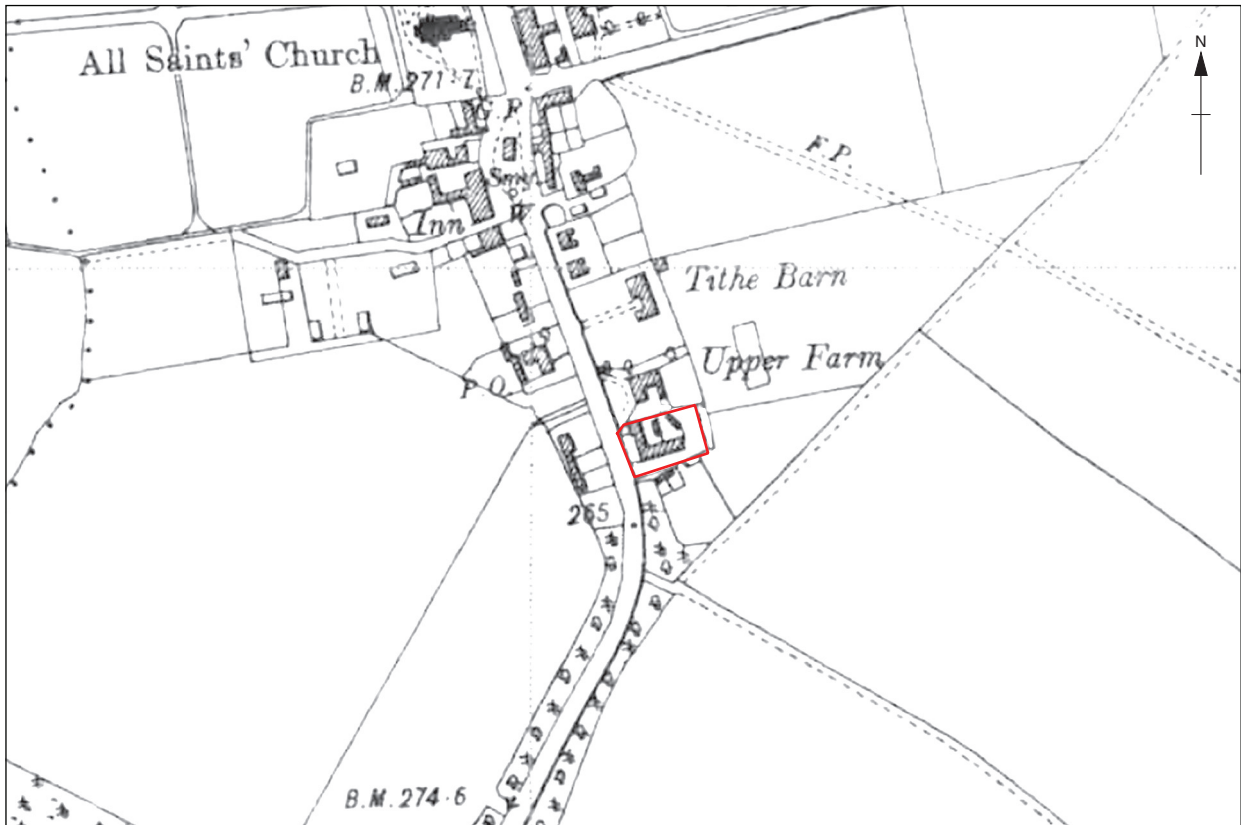 N
All Saints' Church
B.M. 271·7
G P
F.P.
Smy.
Inn
W
Tithe Barn
Upper Farm
P.O.
265
B.M. 274·6